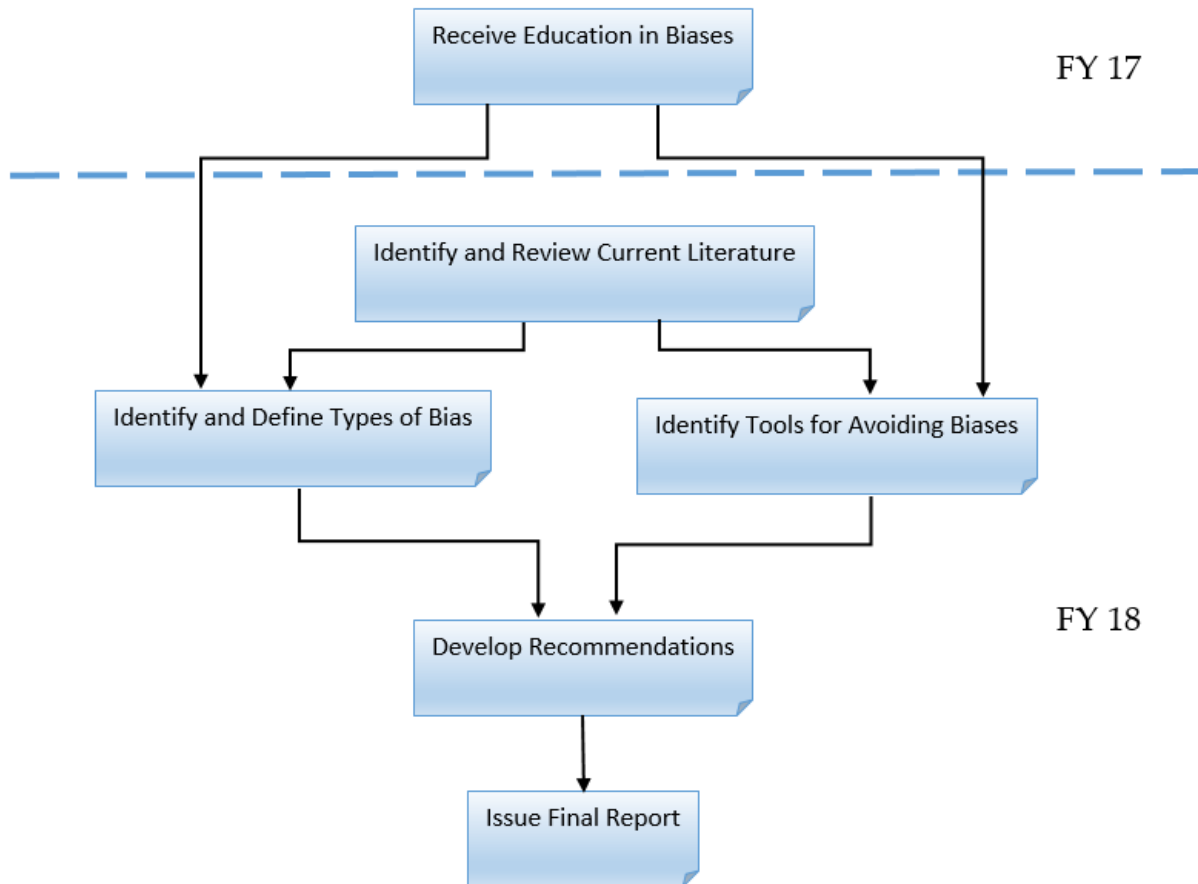 Receive Education in Biases
FY 17
Identify and Review Current Literature
Identify and Define Types of Bias
Identify Tools for Avoiding Biases
FY 18
Develop Recommendations
Issue Final Report